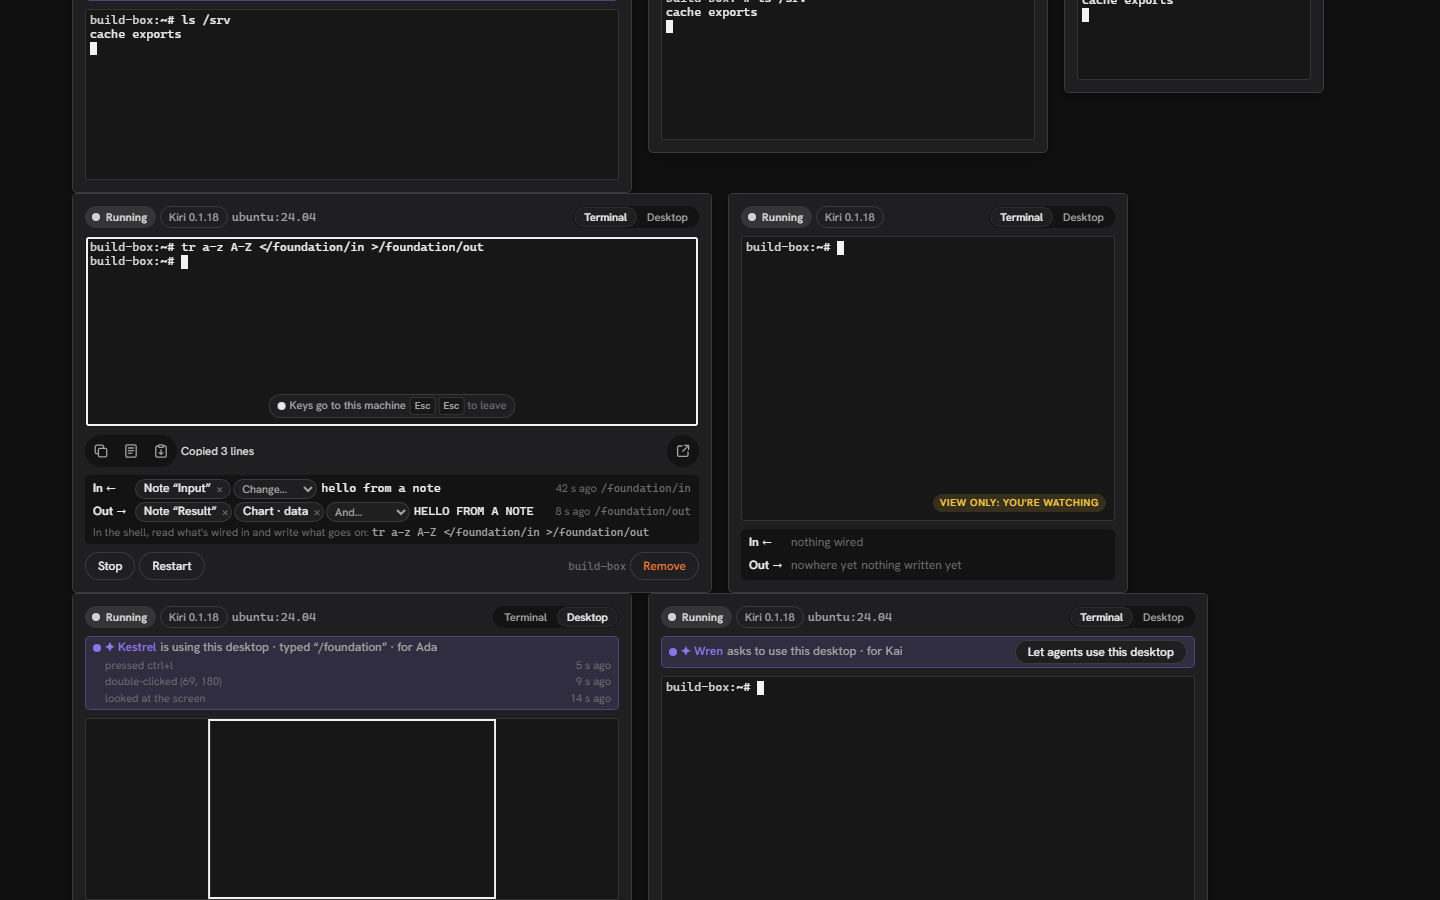 build-box:~# ls /srv
cache exports
cache exports
cache exports
Running Kiri 0.1.18 ubuntu:24.04 Terminal Desktop
build-box:~# tr a-z A-Z </foundation/in >/foundation/out
build-box:~#
Keys go to this machine Esc Esc to leave
Copied 3 lines
In ← Note “Input” × Change... hello from a note 42 s ago /foundation/in
Out → Note “Result” × Chart · data × And... HELLO FROM A NOTE 8 s ago /foundation/out
In the shell, read what's wired in and write what goes on: tr a-z A-Z </foundation/in >/foundation/out
Stop Restart build-box Remove
Running Kiri 0.1.18 Terminal Desktop
build-box:~#
VIEW ONLY: YOU'RE WATCHING
In ← nothing wired
Out → nowhere yet nothing written yet
Running Kiri 0.1.18 ubuntu:24.04 Terminal Desktop
Kestrel is using this desktop · typed “/foundation” · for Ada
pressed ctrl+l 5 s ago
double-clicked (69, 180) 9 s ago
looked at the screen 14 s ago
Running Kiri 0.1.18 ubuntu:24.04 Terminal Desktop
Wren asks to use this desktop · for Kai Let agents use this desktop
build-box:~#